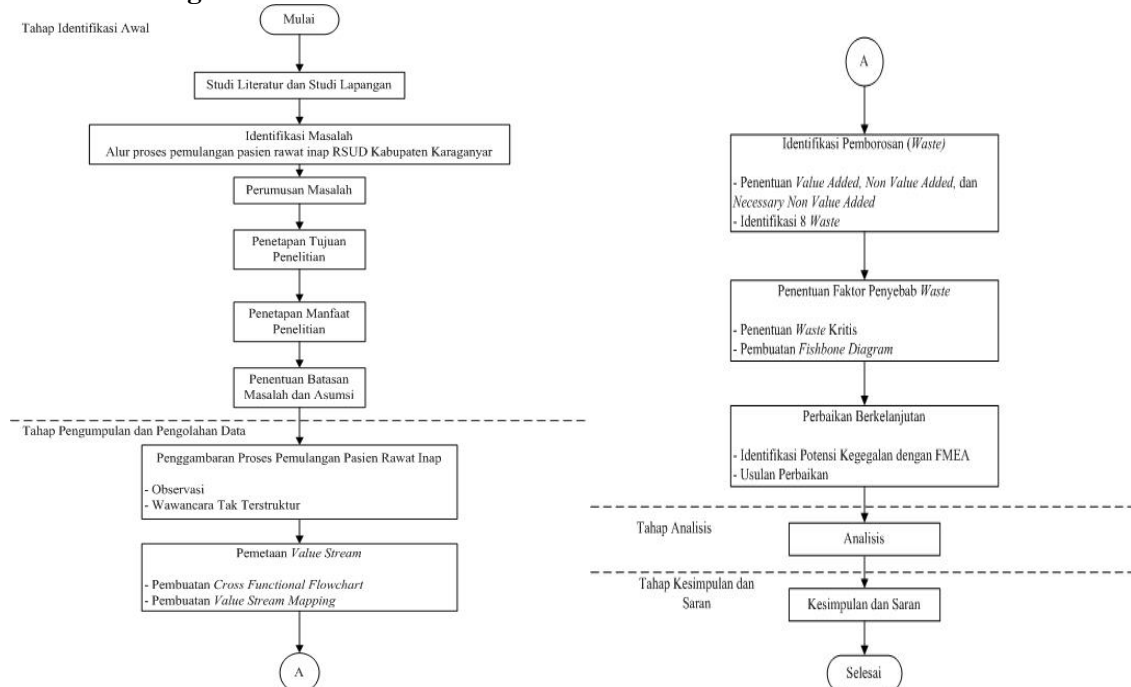 Mulai
Tahap Identifikasi Awal
Studi Literatur dan Studi Lapangan
Identifikasi Masalah
Alur proses pemulangan pasien rawat inap RSUD Kabupaten Karaganyar
Perumusan Masalah
Penetapan Tujuan
Penelitian
Penetapan Manfaat
Penelitian
Penentuan Batasan
Masalah dan Asumsi
Tahap Pengumpulan dan Pengolahan Data
Penggambaran Proses Pemulangan Pasien Rawat Inap
- Observasi
- Wawancara Tak Terstruktur
Pemetaan Value Stream
- Pembuatan Cross Functional Flowchart
- Pembuatan Value Stream Mapping
A
A
Identifikasi Pemborosan (Waste)
- Penentuan Value Added, Non Value Added, dan
Necessary Non Value Added
- Identifikasi 8 Waste
Penentuan Faktor Penyebab Waste
- Penentuan Waste Kritis
- Pembuatan Fishbone Diagram
Perbaikan Berkelanjutan
- Identifikasi Potensi Kegegalan dengan FMEA
- Usulan Perbaikan
Tahap Analisis
Analisis
Tahap Kesimpulan dan
Saran
Kesimpulan dan Saran
Selesai